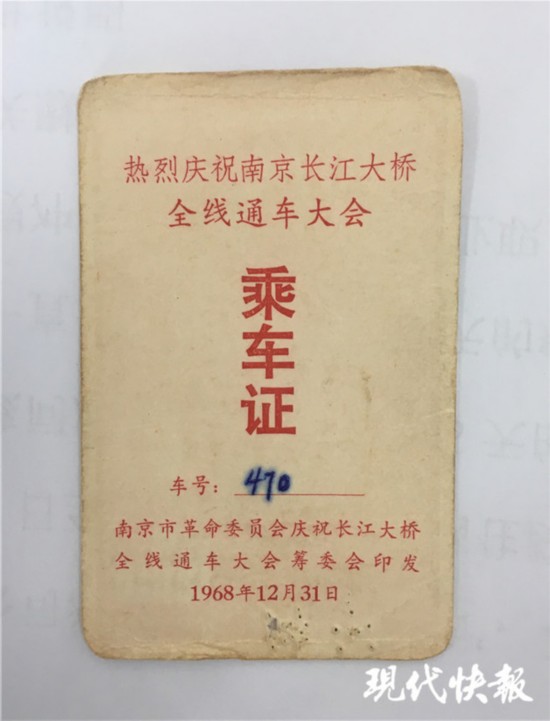 热烈庆祝南京长江大桥
全线通车大会
乘车证
车号：470
南京市革命委员会庆祝长江大桥
全线通车大会筹委会印发
1968年12月31日
现代快報